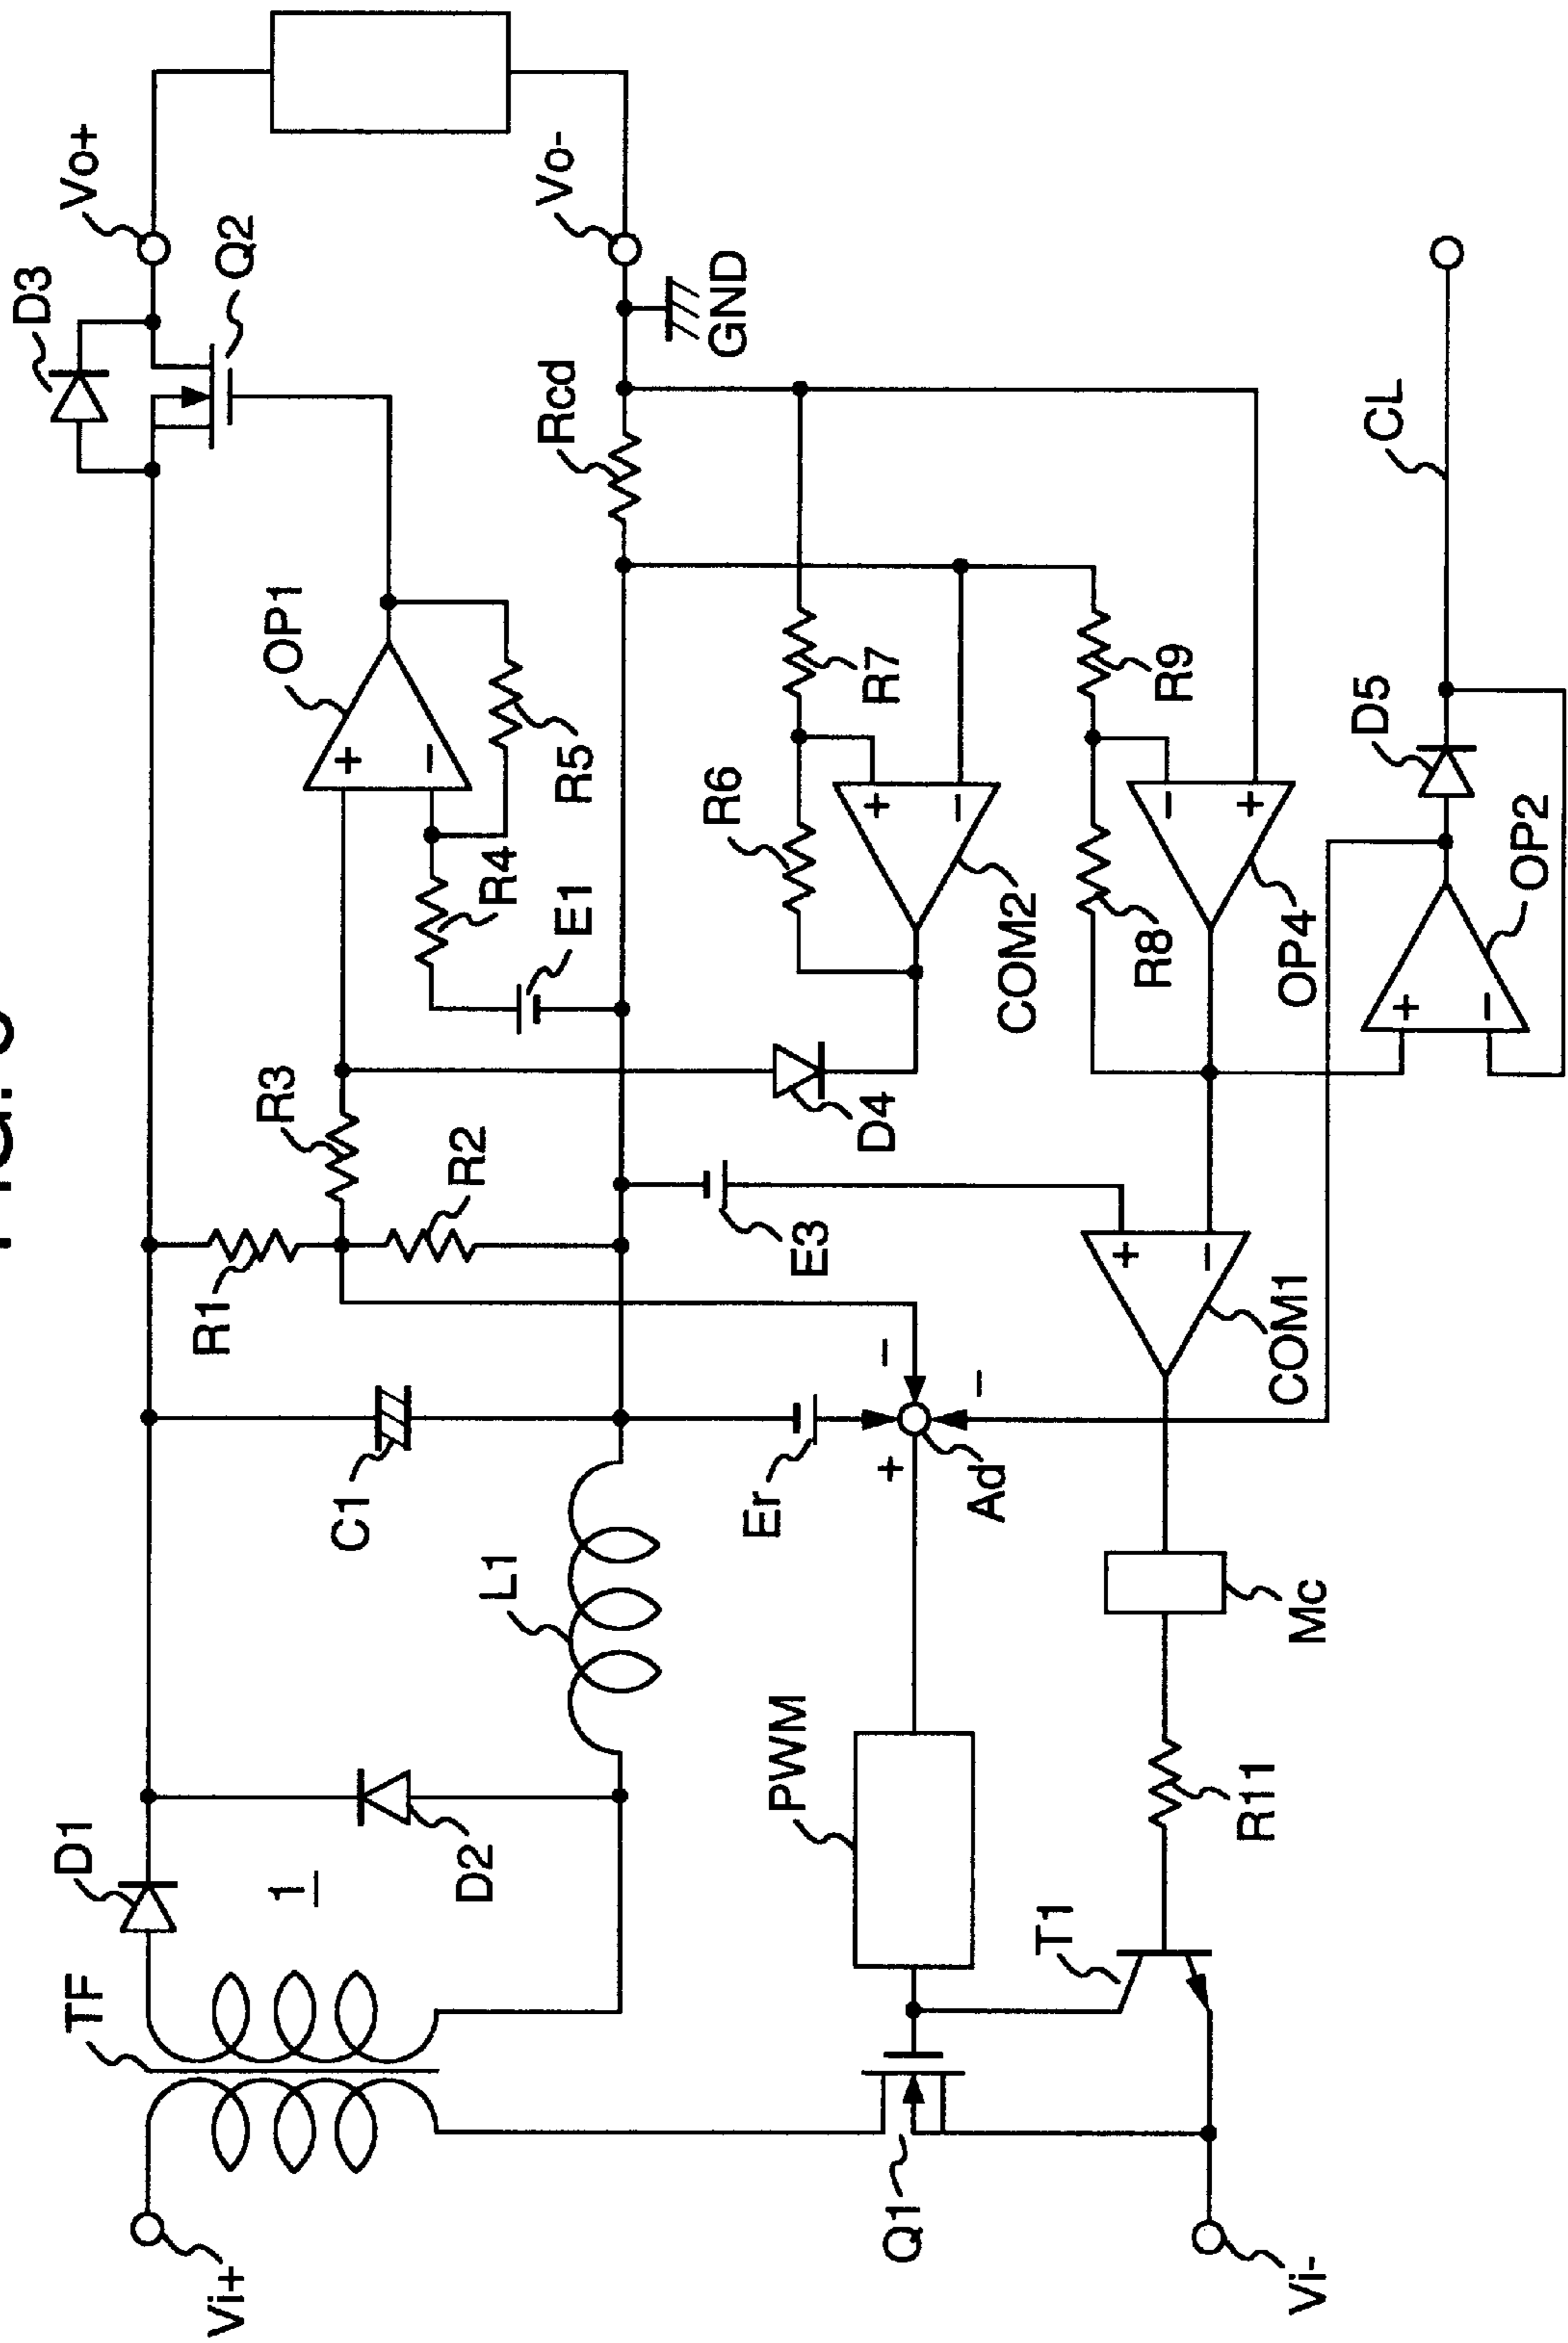 FIG.
TF
D1
D3
Vo+
Vi+
R1
R3
Q2
1
OP1
C1
D2
L1
R2
R4
E1
R5
Rcd
Vo-
Er
R6
GND
PWM
E3
D4
R7
+
-
+
-
-
+
-
+
-
Q1
Ad
COM2
T1
R8
R9
+
-
-
+
R11
COM1
OP4
Vi-
Mc
D5
CL
+
-
OP2